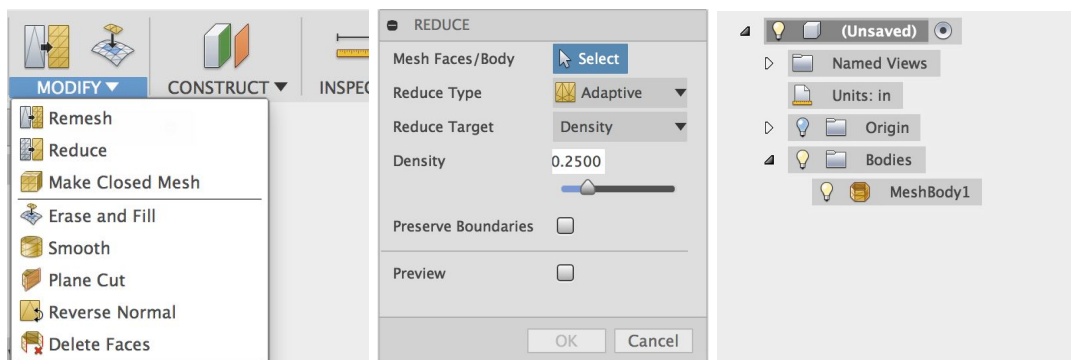 MODIFY ▼
CONSTRUCT ▼
INSPEC
Remesh
Reduce
Make Closed Mesh
Erase and Fill
Smooth
Plane Cut
Reverse Normal
Delete Faces
REDUCE
Mesh Faces/Body Select
Reduce Type Adaptive
Reduce Target Density
Density 0.2500
Preserve Boundaries
Preview
OK Cancel
(Unsaved)
Named Views
Units: in
Origin
Bodies
MeshBody1